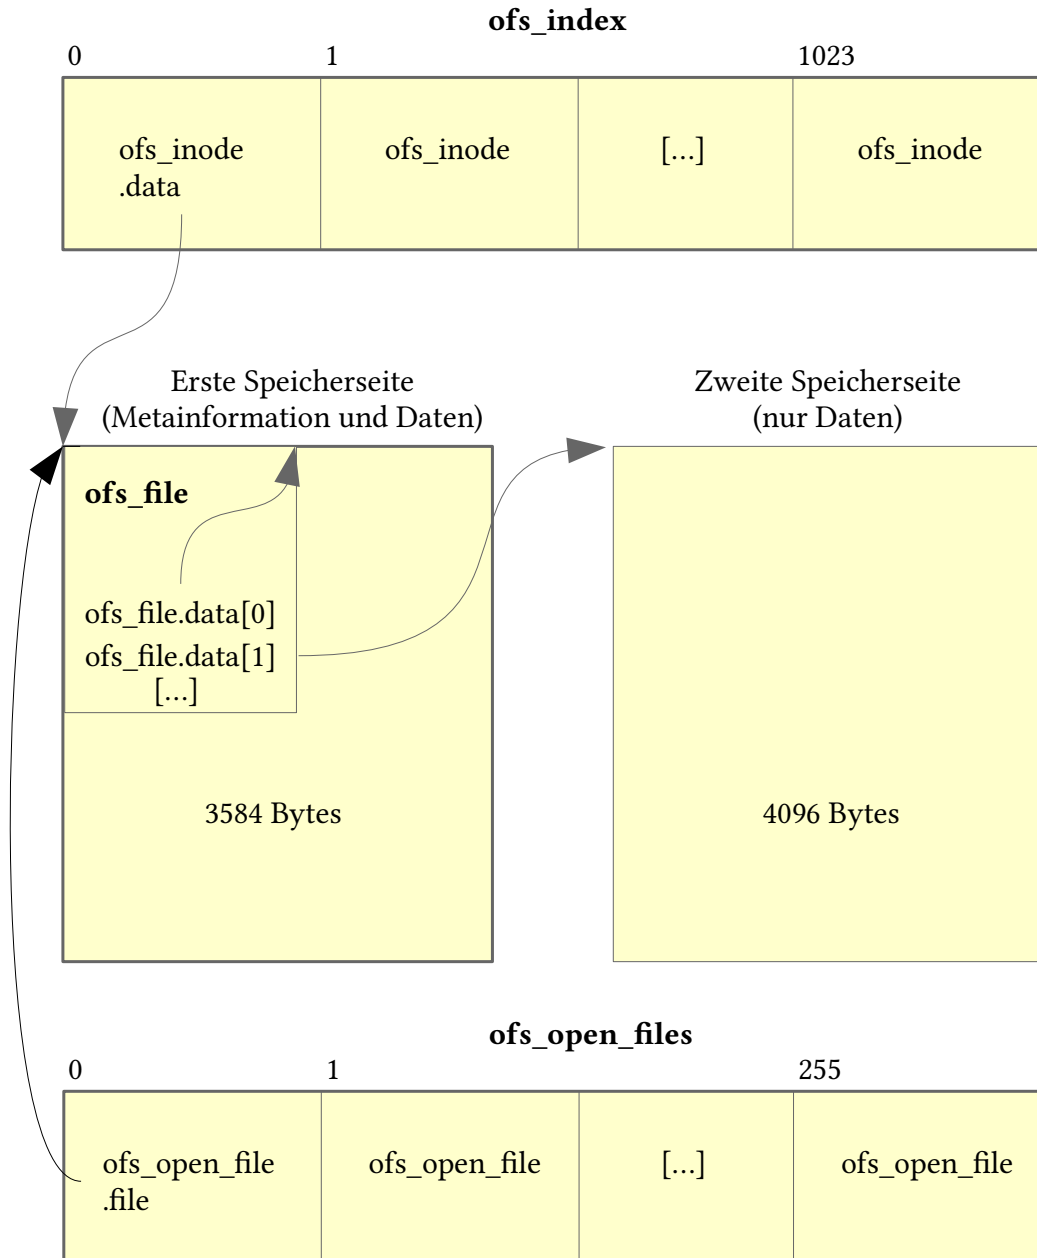 ofs_index
0 1 1023
ofs_inode ofs_inode [...] ofs_inode
.data
Erste Speicherseite Zweite Speicherseite
(Metainformation und Daten) (nur Daten)
ofs_file
ofs_file.data[0]
ofs_file.data[1]
[...]
3584 Bytes 4096 Bytes
ofs_open_files
0 1 255
ofs_open_file ofs_open_file [...] ofs_open_file
.file